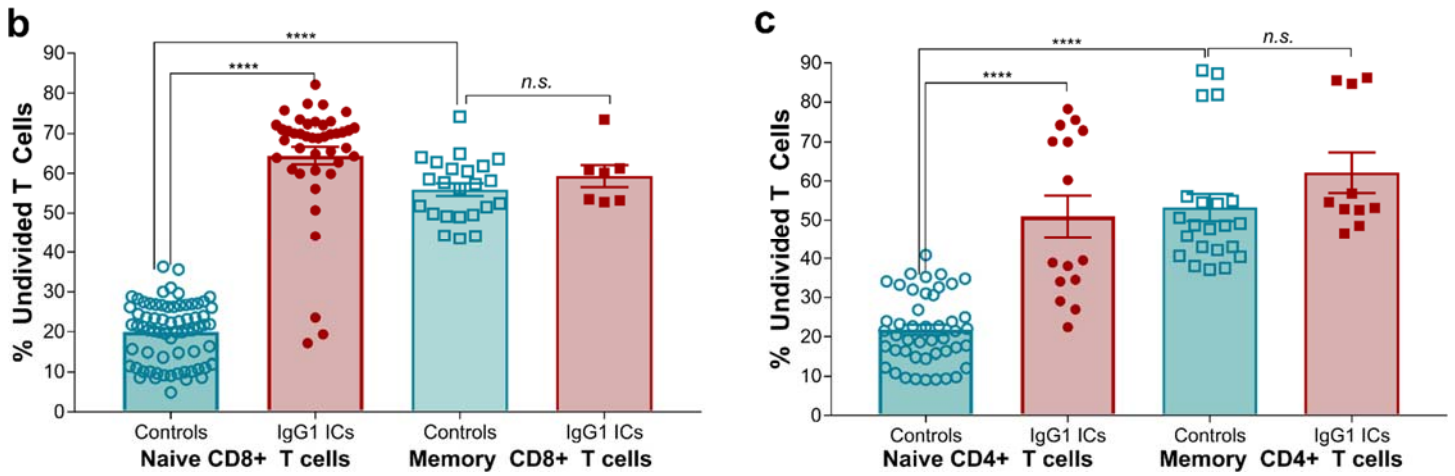 b
% Undivided T Cells
90
80
70
60
50
40
30
20
10
0
****
****
n.s.
Controls IgG1 ICs Controls IgG1 ICs
Naive CD8+ T cells Memory CD8+ T cells
c
% Undivided T Cells
90
80
70
60
50
40
30
20
10
0
****
****
n.s.
Controls IgG1 ICs Controls IgG1 ICs
Naive CD4+ T cells Memory CD4+ T cells